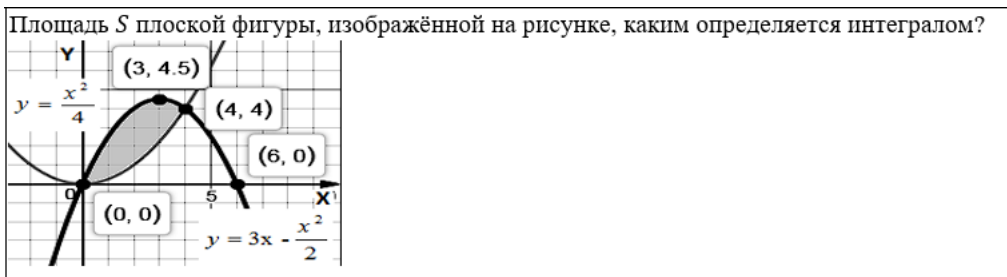 Площадь S плоской фигуры, изображённой на рисунке, каким определяется интегралом?
Y
(3, 4.5)
y = x²/4
(4, 4)
(6, 0)
0
5
X
(0, 0)
y = 3x - x²/2